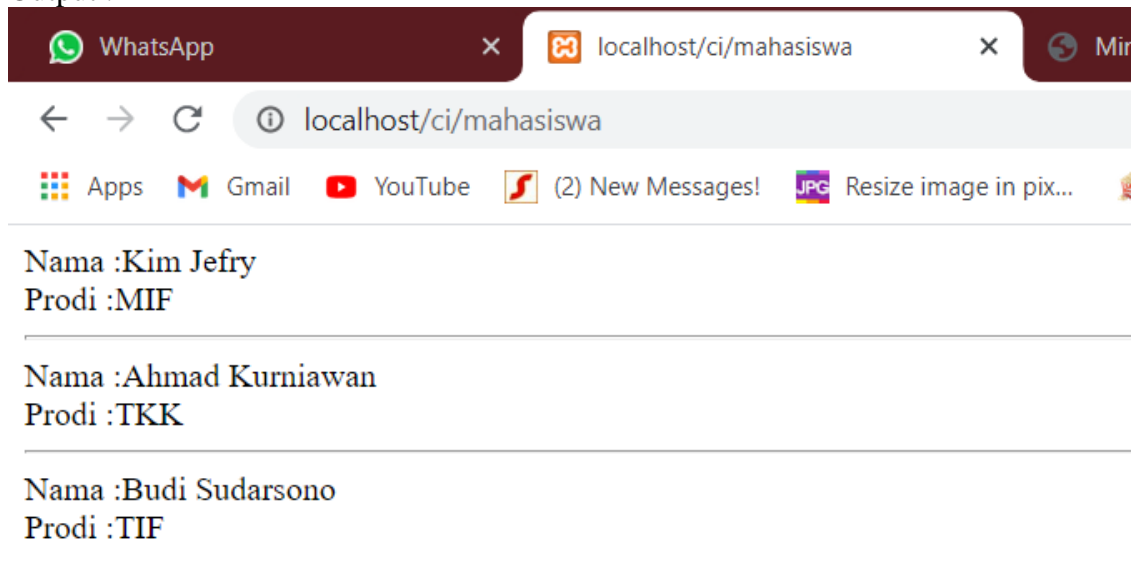 WhatsApp
localhost/ci/mahasiswa
localhost/ci/mahasiswa
Apps Gmail YouTube (2) New Messages! JPG Resize image in pix...
Nama :Kim Jefry
Prodi :MIF
Nama :Ahmad Kurniawan
Prodi :TKK
Nama :Budi Sudarsono
Prodi :TIF